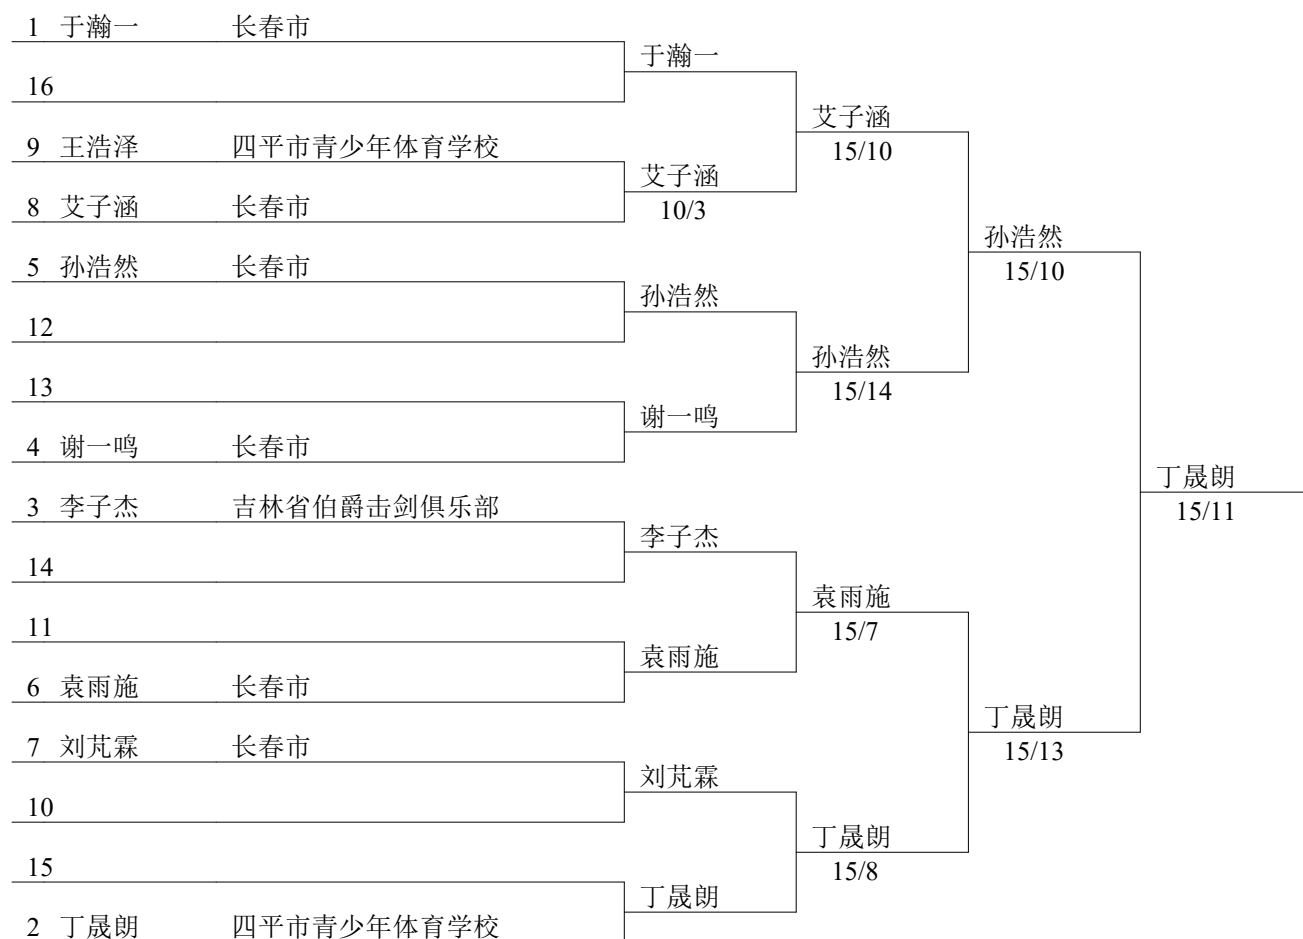 1 于瀚一 长春市
于瀚一
16
艾子涵
15/10
9 王浩泽 四平市青少年体育学校
艾子涵
10/3
8 艾子涵 长春市
孙浩然
15/10
5 孙浩然 长春市
孙浩然
12
孙浩然
15/14
13
谢一鸣
4 谢一鸣 长春市
丁晟朗
15/11
3 李子杰 吉林省伯爵击剑俱乐部
李子杰
14
袁雨施
15/7
11
袁雨施
6 袁雨施 长春市
丁晟朗
15/13
7 刘芃霖 长春市
刘芃霖
10
丁晟朗
15/8
15
丁晟朗
2 丁晟朗 四平市青少年体育学校